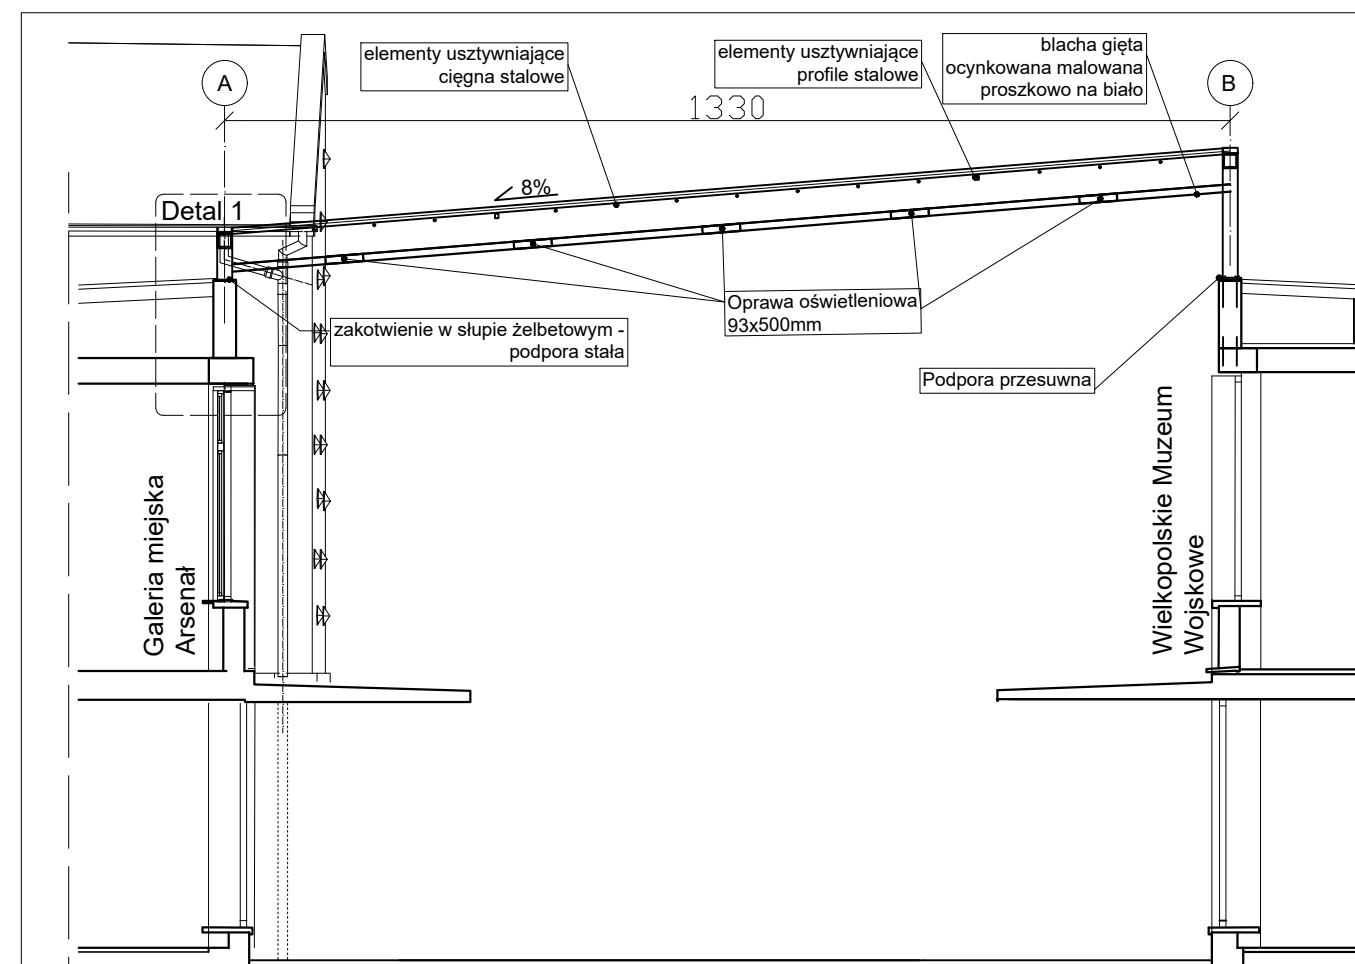 elementy usztywniające
cięgna stalowe
elementy usztywniające
profile stalowe
blacha gięta
ocynkowana malowana
proszkowo na biało
A
B
1330
8%
Detal 1
Oprawa oświetleniowa
93x500mm
zakotwienie w słupie żelbetowym -
podpora stała
Podpora przesuwna
Galeria miejska
Arsenał
Wielkopolskie Muzeum
Wojskowe